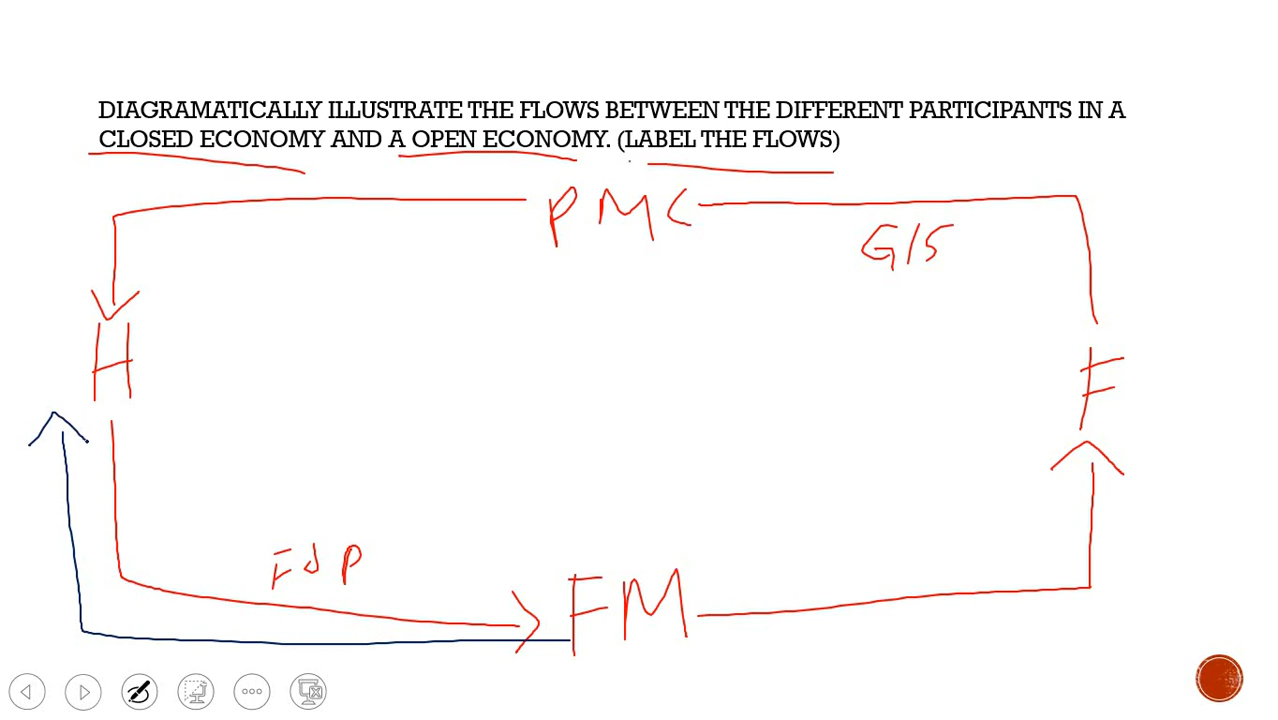 DIAGRAMATICALLY ILLUSTRATE THE FLOWS BETWEEN THE DIFFERENT PARTICIPANTS IN A
CLOSED ECONOMY AND A OPEN ECONOMY. (LABEL THE FLOWS)
PMC
G/S
H
F
FM